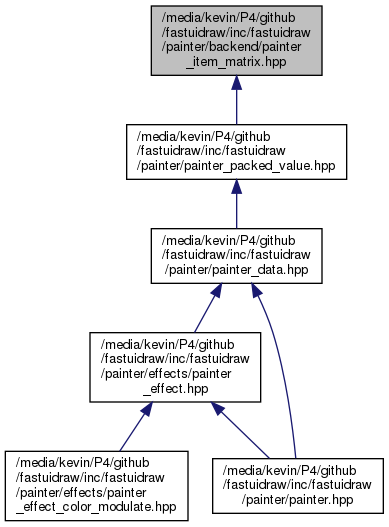 /media/kevin/P4/github
/fastuidraw/inc/fastuidraw
/painter/backend/painter
_item_matrix.hpp
/media/kevin/P4/github
/fastuidraw/inc/fastuidraw
/painter/painter_packed_value.hpp
/media/kevin/P4/github
/fastuidraw/inc/fastuidraw
/painter/painter_data.hpp
/media/kevin/P4/github
/fastuidraw/inc/fastuidraw
/painter/effects/painter
_effect.hpp
/media/kevin/P4/github
/fastuidraw/inc/fastuidraw
/painter/effects/painter
_effect_color_modulate.hpp
/media/kevin/P4/github
/fastuidraw/inc/fastuidraw
/painter/painter.hpp